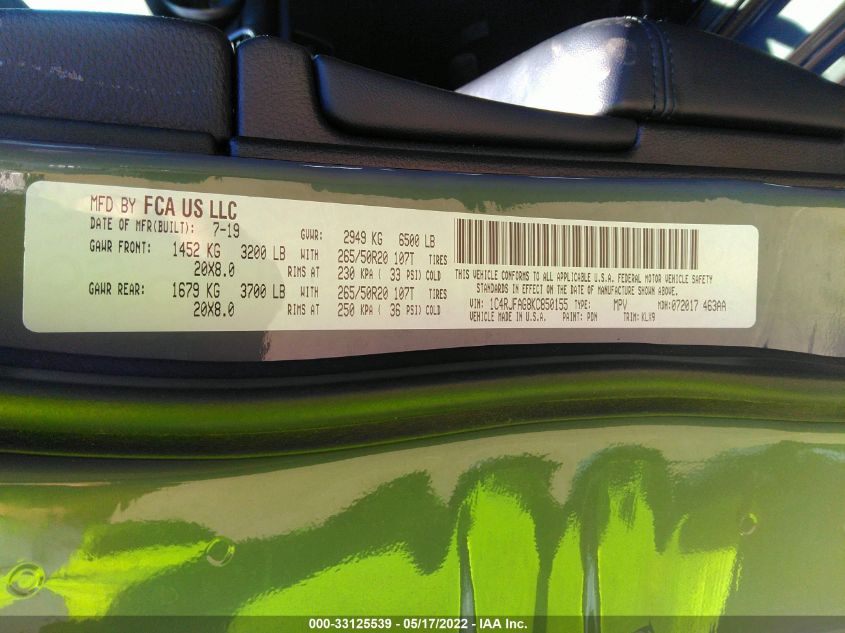 MFD BY FCA US LLC
DATE OF MFR(BUILT): 7-19
GVWR: 2949 KG 6500 LB
GAWR FRONT: 1452 KG 3200 LB WITH 265/50R20 107T TIRES
20X8.0 RIMS AT 230 KPA ( 33 PSI) COLD
GAWR REAR: 1679 KG 3700 LB WITH 265/50R20 107T TIRES
20X8.0 RIMS AT 250 KPA ( 36 PSI) COLD
THIS VEHICLE CONFORMS TO ALL APPLICABLE U.S.A. FEDERAL MOTOR VEHICLE SAFETY
STANDARDS IN EFFECT ON THE DATE OF MANUFACTURE SHOWN ABOVE.
VIN: 1C4RJFAG8KC850155 TYPE: MPV MDH: 072017 463AA
VEHICLE MADE IN U.S.A. PAINT: PDN TRIM: KLX9
000-33125539 - 05/17/2022 - IAA Inc.